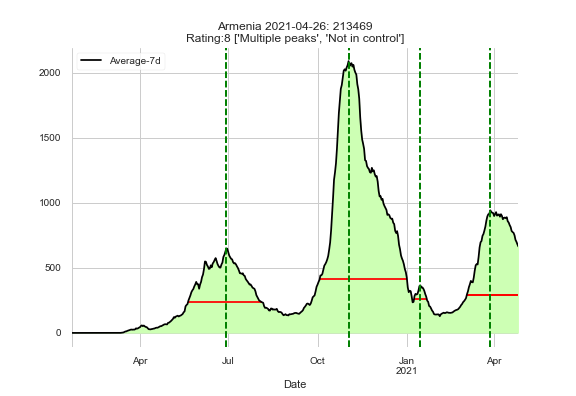 Armenia 2021-04-26: 213469
Rating:8 ['Multiple peaks', 'Not in control']
Average-7d
2000
1500
1000
500
0
Apr
Jul
Oct
Jan
2021
Apr
Date